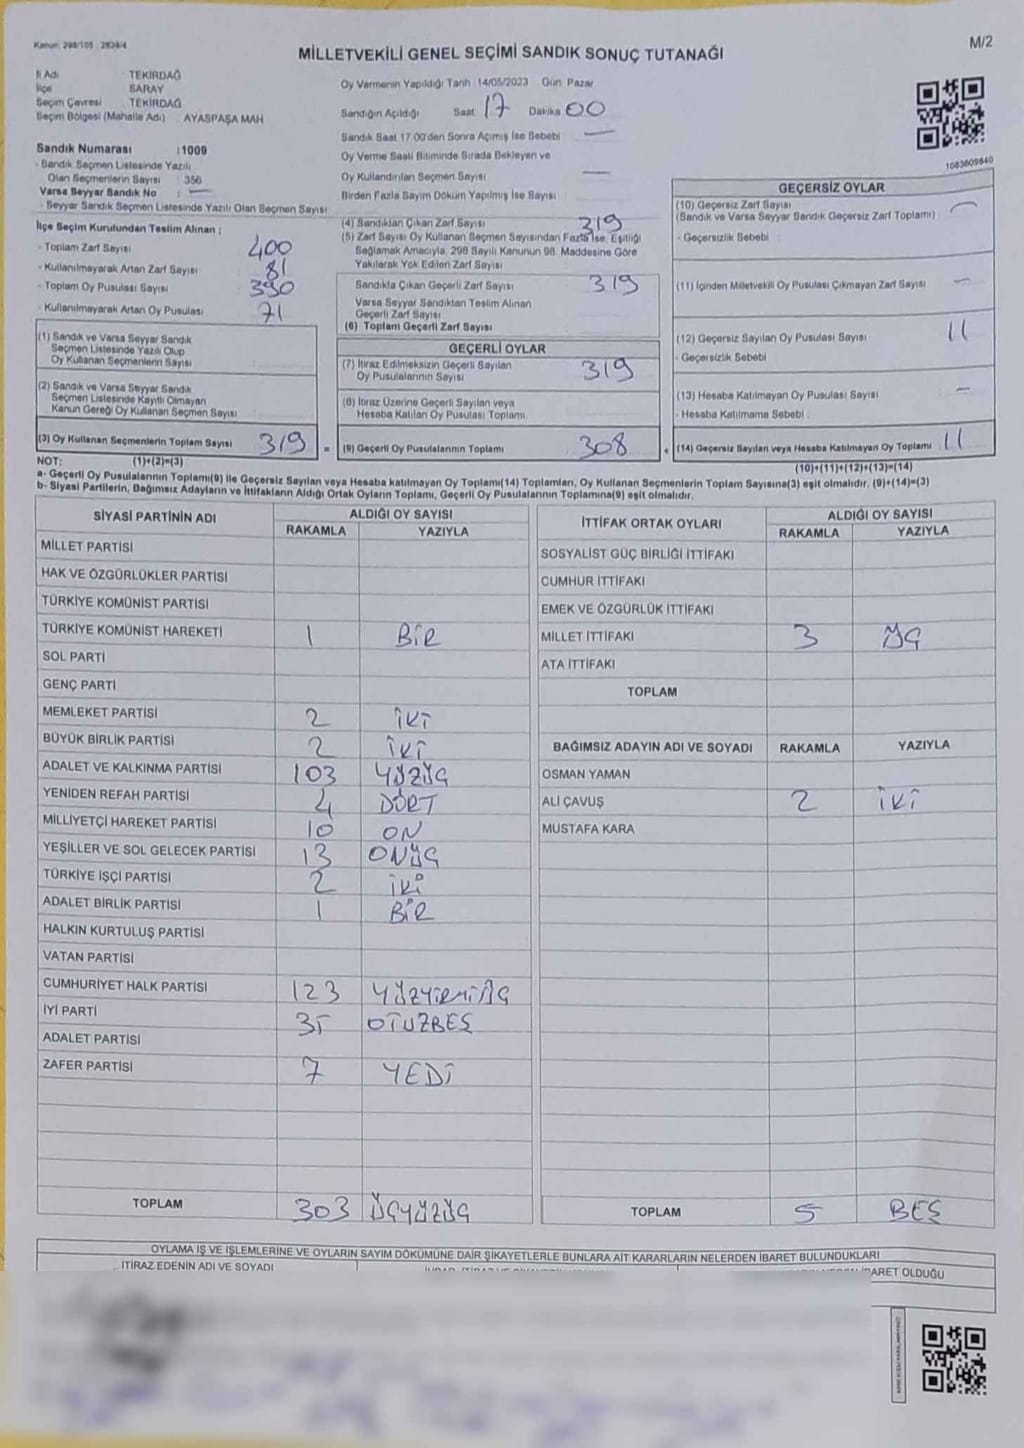 Kanun: 298/105 - 2839/4
M/2
MİLLETVEKİLİ GENEL SEÇİMİ SANDIK SONUÇ TUTANAĞI
İl Adı TEKİRDAĞ
İlçe SARAY
Seçim Çevresi TEKİRDAĞ
Seçim Bölgesi (Mahalle Adı) : AYASPAŞA MAH
Sandık Numarası : 1009
- Sandık Seçmen Listesinde Yazılı
Olan Seçmenlerin Sayısı : 356
Varsa Seyyar Sandık No : —
- Seyyar Sandık Seçmen Listesinde Yazılı Olan Seçmen Sayısı
İlçe Seçim Kurulundan Teslim Alınan ;
- Toplam Zarf Sayısı 400
- Kullanılmayarak Artan Zarf Sayısı 81
- Toplam Oy Pusulası Sayısı 390
- Kullanılmayarak Artan Oy Pusulası 71
(1) Sandık ve Varsa Seyyar Sandık
Seçmen Listesinde Yazılı Olup
Oy Kullanan Seçmenlerin Sayısı
(2) Sandık ve Varsa Seyyar Sandık
Seçmen Listesinde Kayıtlı Olmayan
Kanun Gereği Oy Kullanan Seçmen Sayısı
(3) Oy Kullanan Seçmenlerin Toplam Sayısı 319 =
Oy Vermenin Yapıldığı Tarih : 14/05/2023 Gün: Pazar
Sandığın Açıldığı Saat 17 Dakika 00
Sandık Saat 17:00'den Sonra Açılmış İse Sebebi —
Oy Verme Saati Bitiminde Sırada Bekleyen ve
Oy Kullandırılan Seçmen Sayısı —
Birden Fazla Sayım Döküm Yapılmış İse Sayısı
(4) Sandıktan Çıkan Zarf Sayısı 319
(5) Zarf Sayısı Oy Kullanan Seçmen Sayısından Fazla İse, Eşitliği
Sağlamak Amacıyla, 298 Sayılı Kanunun 98. Maddesine Göre
Yakılarak Yok Edilen Zarf Sayısı
Sandıkta Çıkan Geçerli Zarf Sayısı 319
Varsa Seyyar Sandıktan Teslim Alınan
Geçerli Zarf Sayısı
(6) Toplam Geçerli Zarf Sayısı
GEÇERLİ OYLAR
(7) İtiraz Edilmeksizin Geçerli Sayılan
Oy Pusulalarının Sayısı 319
(8) İtiraz Üzerine Geçerli Sayılan veya
Hesaba Katılan Oy Pusulası Toplamı
(9) Geçerli Oy Pusulalarının Toplamı 308 +
1083609840
GEÇERSİZ OYLAR
(10) Geçersiz Zarf Sayısı —
(Sandık ve Varsa Seyyar Sandık Geçersiz Zarf Toplamı)
- Geçersizlik Sebebi :
(11) İçinden Milletvekili Oy Pusulası Çıkmayan Zarf Sayısı —
(12) Geçersiz Sayılan Oy Pusulası Sayısı 11
- Geçersizlik Sebebi
(13) Hesaba Katılmayan Oy Pusulası Sayısı —
- Hesaba Katılmama Sebebi :
(14) Geçersiz Sayılan veya Hesaba Katılmayan Oy Toplamı 11
NOT: (1)+(2)=(3) (10)+(11)+(12)+(13)=(14)
a- Geçerli Oy Pusulalarının Toplamı(9) ile Geçersiz Sayılan veya Hesaba katılmayan Oy Toplamı(14) Toplamları, Oy Kullanan Seçmenlerin Toplam Sayısına(3) eşit olmalıdır. (9)+(14)=(3)
b- Siyasi Partilerin, Bağımsız Adayların ve İttifakların Aldığı Ortak Oyların Toplamı, Geçerli Oy Pusulalarının Toplamına(9) eşit olmalıdır.
SİYASİ PARTİNİN ADI ALDIĞI OY SAYISI
RAKAMLA YAZIYLA
MİLLET PARTİSİ
HAK VE ÖZGÜRLÜKLER PARTİSİ
TÜRKİYE KOMÜNİST PARTİSİ
TÜRKİYE KOMÜNİST HAREKETİ 1 BİR
SOL PARTİ
GENÇ PARTİ
MEMLEKET PARTİSİ 2 İKİ
BÜYÜK BİRLİK PARTİSİ 2 İKİ
ADALET VE KALKINMA PARTİSİ 103 YÜZÜÇ
YENİDEN REFAH PARTİSİ 4 DÖRT
MİLLİYETÇİ HAREKET PARTİSİ 10 ON
YEŞİLLER VE SOL GELECEK PARTİSİ 13 ONÜÇ
TÜRKİYE İŞÇİ PARTİSİ 2 İKİ
ADALET BİRLİK PARTİSİ 1 BİR
HALKIN KURTULUŞ PARTİSİ
VATAN PARTİSİ
CUMHURİYET HALK PARTİSİ 123 YÜZYİRMİÜÇ
İYİ PARTİ 35 OTUZBEŞ
ADALET PARTİSİ
ZAFER PARTİSİ 7 YEDİ
TOPLAM 303 ÜÇYÜZÜÇ
İTTİFAK ORTAK OYLARI ALDIĞI OY SAYISI
RAKAMLA YAZIYLA
SOSYALİST GÜÇ BİRLİĞİ İTTİFAKI
CUMHUR İTTİFAKI
EMEK VE ÖZGÜRLÜK İTTİFAKI
MİLLET İTTİFAKI 3 ÜÇ
ATA İTTİFAKI
TOPLAM
BAĞIMSIZ ADAYIN ADI VE SOYADI RAKAMLA YAZIYLA
OSMAN YAMAN
ALİ ÇAVUŞ 2 İKİ
MUSTAFA KARA
TOPLAM 5 BEŞ
OYLAMA İŞ VE İŞLEMLERİNE VE OYLARIN SAYIM DÖKÜMÜNE DAİR ŞİKAYETLERLE BUNLARA AİT KARARLARIN NELERDEN İBARET BULUNDUKLARI
İTİRAZ EDENİN ADI VE SOYADI
İBARET OLDUĞU